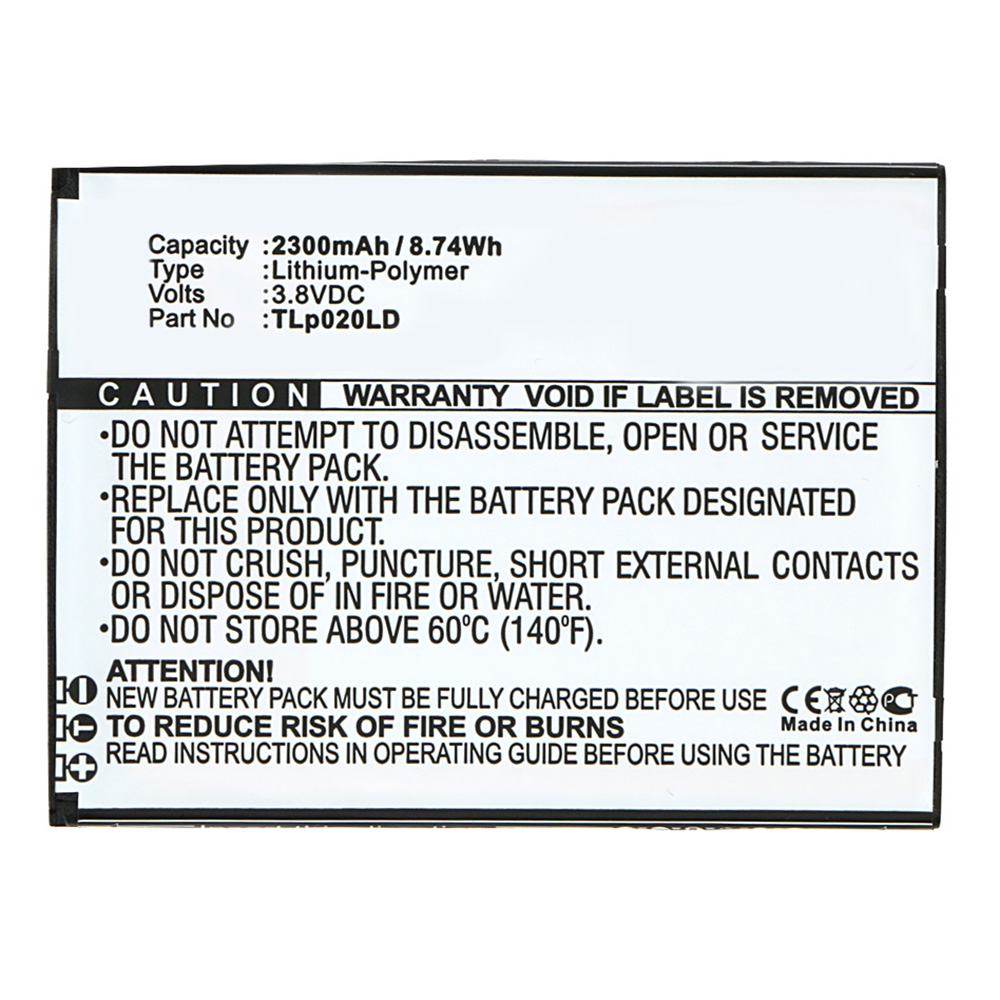 Capacity :2300mAh / 8.74Wh
Type :Lithium-Polymer
Volts :3.8VDC
Part No :TLp020LD
CAUTION WARRANTY VOID IF LABEL IS REMOVED
•DO NOT ATTEMPT TO DISASSEMBLE, OPEN OR SERVICE
THE BATTERY PACK.
•REPLACE ONLY WITH THE BATTERY PACK DESIGNATED
FOR THIS PRODUCT.
•DO NOT CRUSH, PUNCTURE, SHORT EXTERNAL CONTACTS
OR DISPOSE OF IN FIRE OR WATER.
•DO NOT STORE ABOVE 60ºC (140ºF).
ATTENTION!
NEW BATTERY PACK MUST BE FULLY CHARGED BEFORE USE
TO REDUCE RISK OF FIRE OR BURNS
READ INSTRUCTIONS IN OPERATING GUIDE BEFORE USING THE BATTERY
CE
Made In China